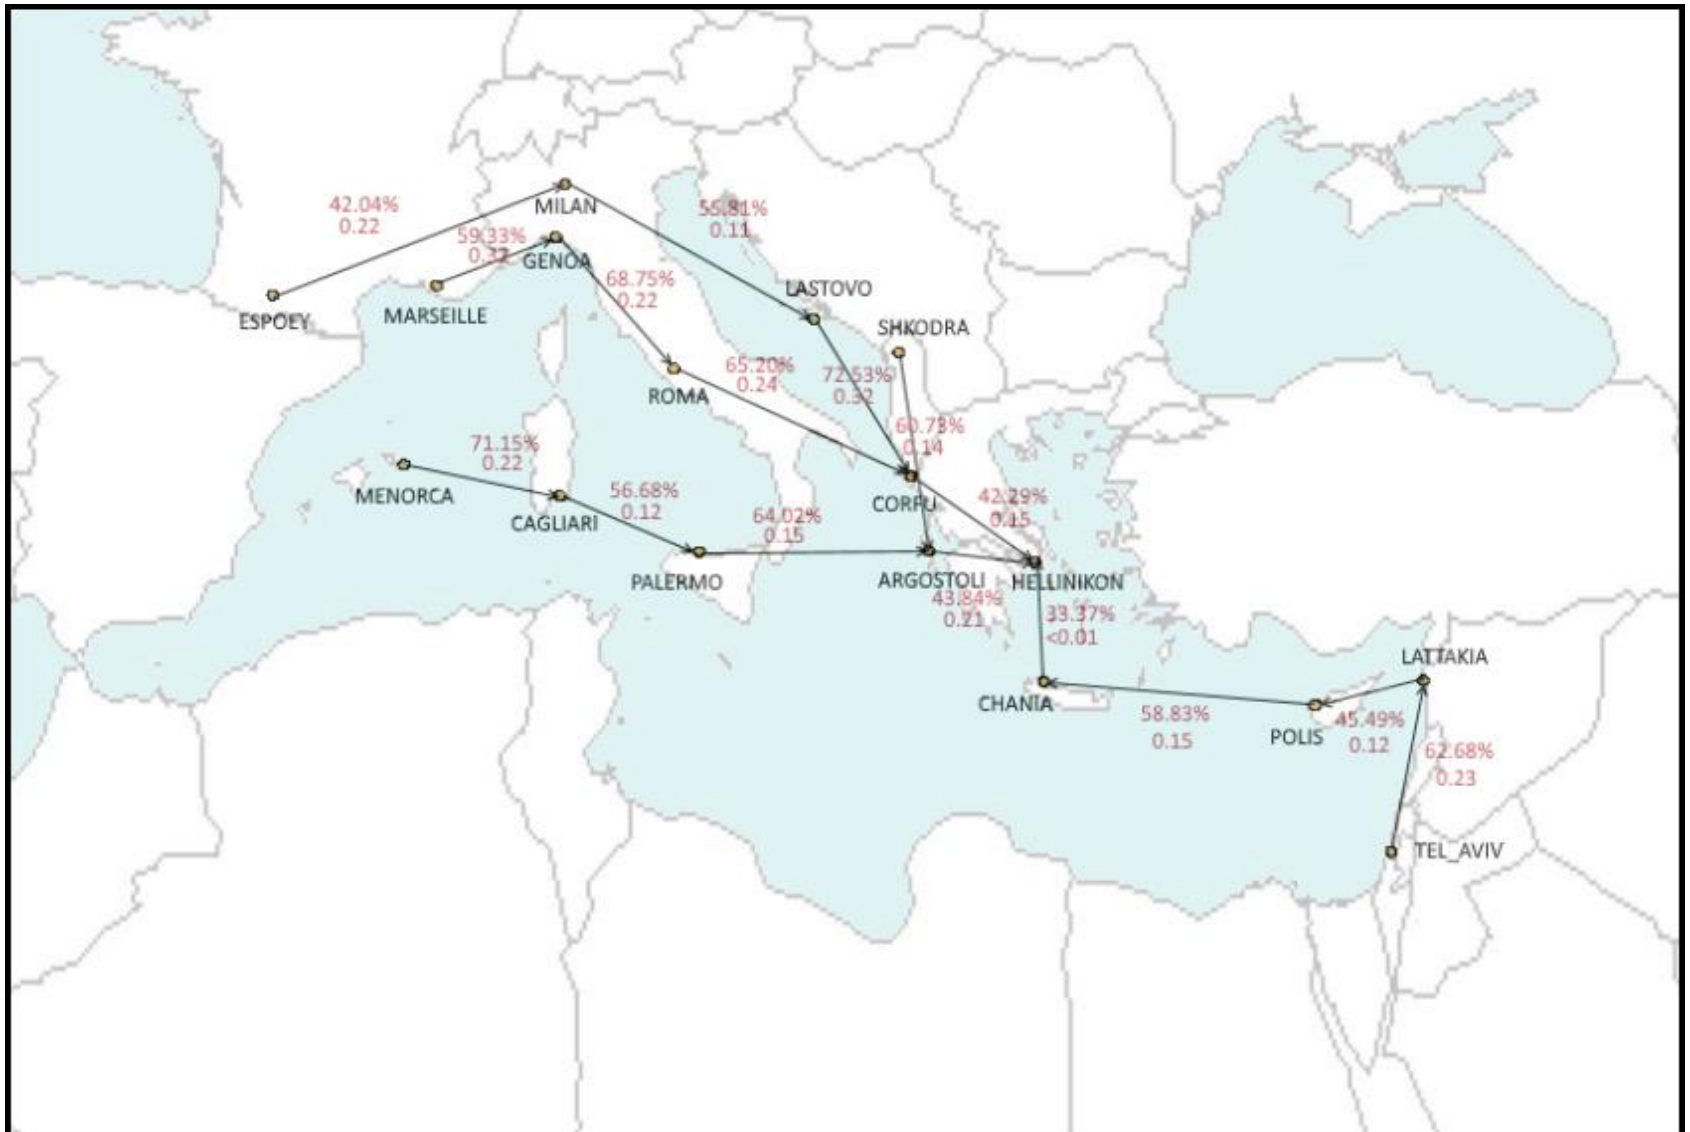 MILAN
42.04%
0.22
55.81%
0.11
59.33%
0.32
GENOA
68.75%
0.22
LASTOVO
ESPOEY
MARSEILLE
SHKODRA
65.20%
0.24
72.53%
0.32
ROMA
60.73%
0.14
71.15%
0.22
MENORCA
CAGLIARI
56.68%
0.12
64.02%
0.15
CORFU
42.29%
0.15
PALERMO
ARGOSTOLI
HELLINIKON
43.84%
0.21
33.37%
<0.01
LATTAKIA
CHANIA
58.83%
0.15
POLIS
45.49%
0.12
62.68%
0.23
TEL_AVIV